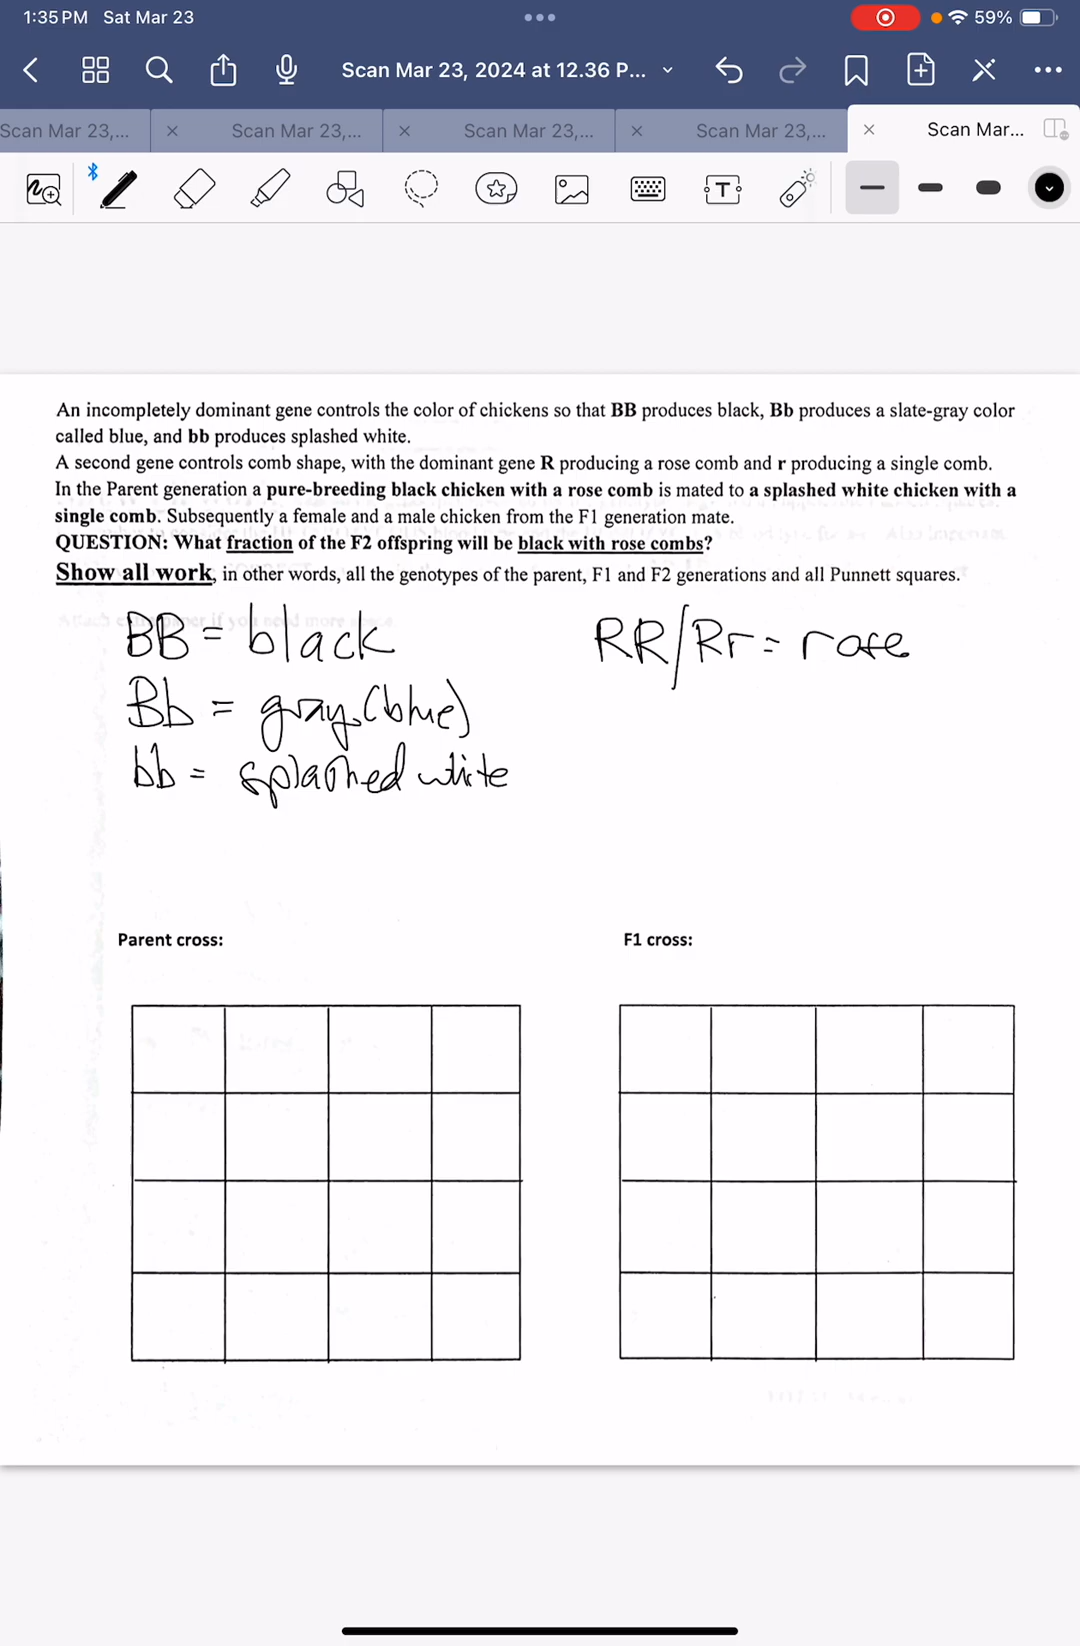 1:35 PM Sat Mar 23
59%
Scan Mar 23, 2024 at 12.36 P...
Scan Mar 23,...
Scan Mar 23,...
Scan Mar 23,...
Scan Mar 23,...
Scan Mar...
An incompletely dominant gene controls the color of chickens so that BB produces black, Bb produces a slate-gray color
called blue, and bb produces splashed white.
A second gene controls comb shape, with the dominant gene R producing a rose comb and r producing a single comb.
In the Parent generation a pure-breeding black chicken with a rose comb is mated to a splashed white chicken with a
single comb. Subsequently a female and a male chicken from the F1 generation mate.
QUESTION: What fraction of the F2 offspring will be black with rose combs?
Show all work, in other words, all the genotypes of the parent, F1 and F2 generations and all Punnett squares.
BB = black
RR/Rr = rose
Bb = gray (blue)
bb = splashed white
Parent cross:
F1 cross: